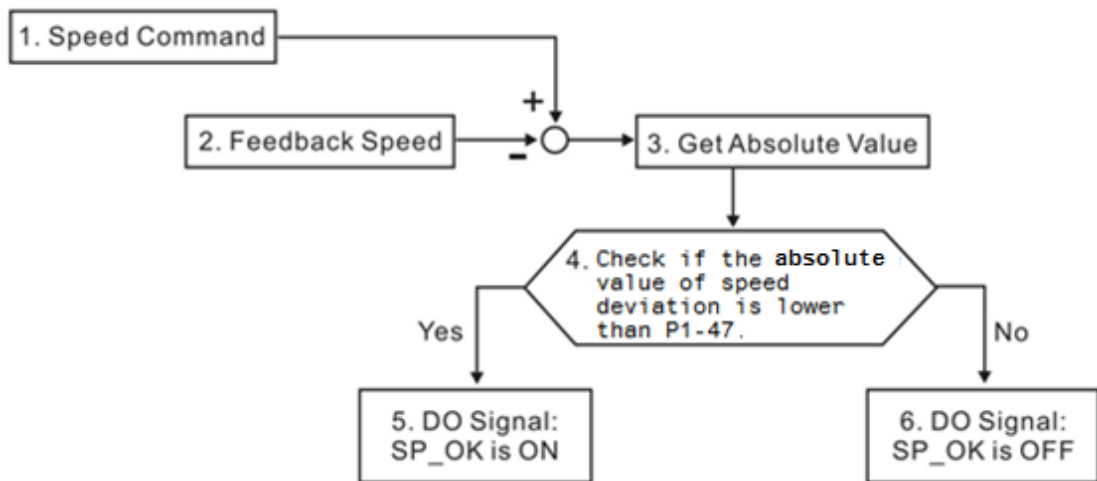 1. Speed Command
+
2. Feedback Speed
-
3. Get Absolute Value
4. Check if the absolute
value of speed
deviation is lower
than P1-47.
Yes
No
5. DO Signal:
SP_OK is ON
6. DO Signal:
SP_OK is OFF